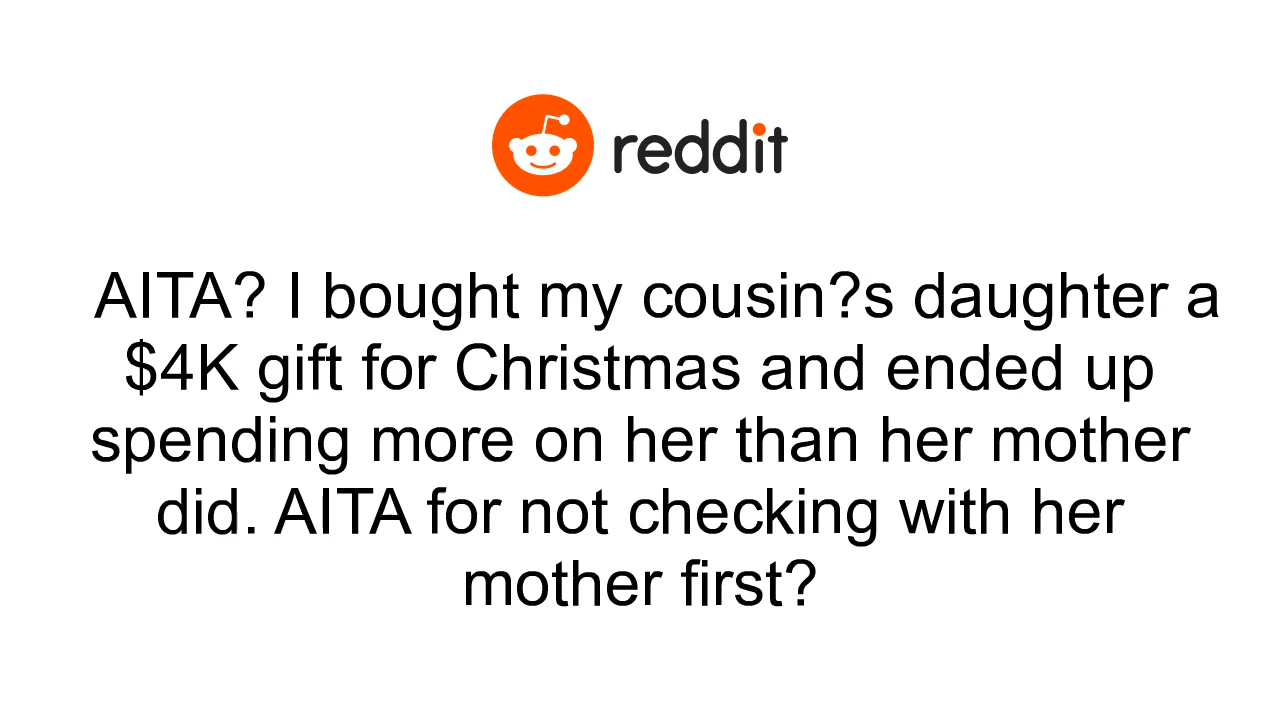 reddit
AITA? I bought my cousin?s daughter a
$4K gift for Christmas and ended up
spending more on her than her mother
did. AITA for not checking with her
mother first?